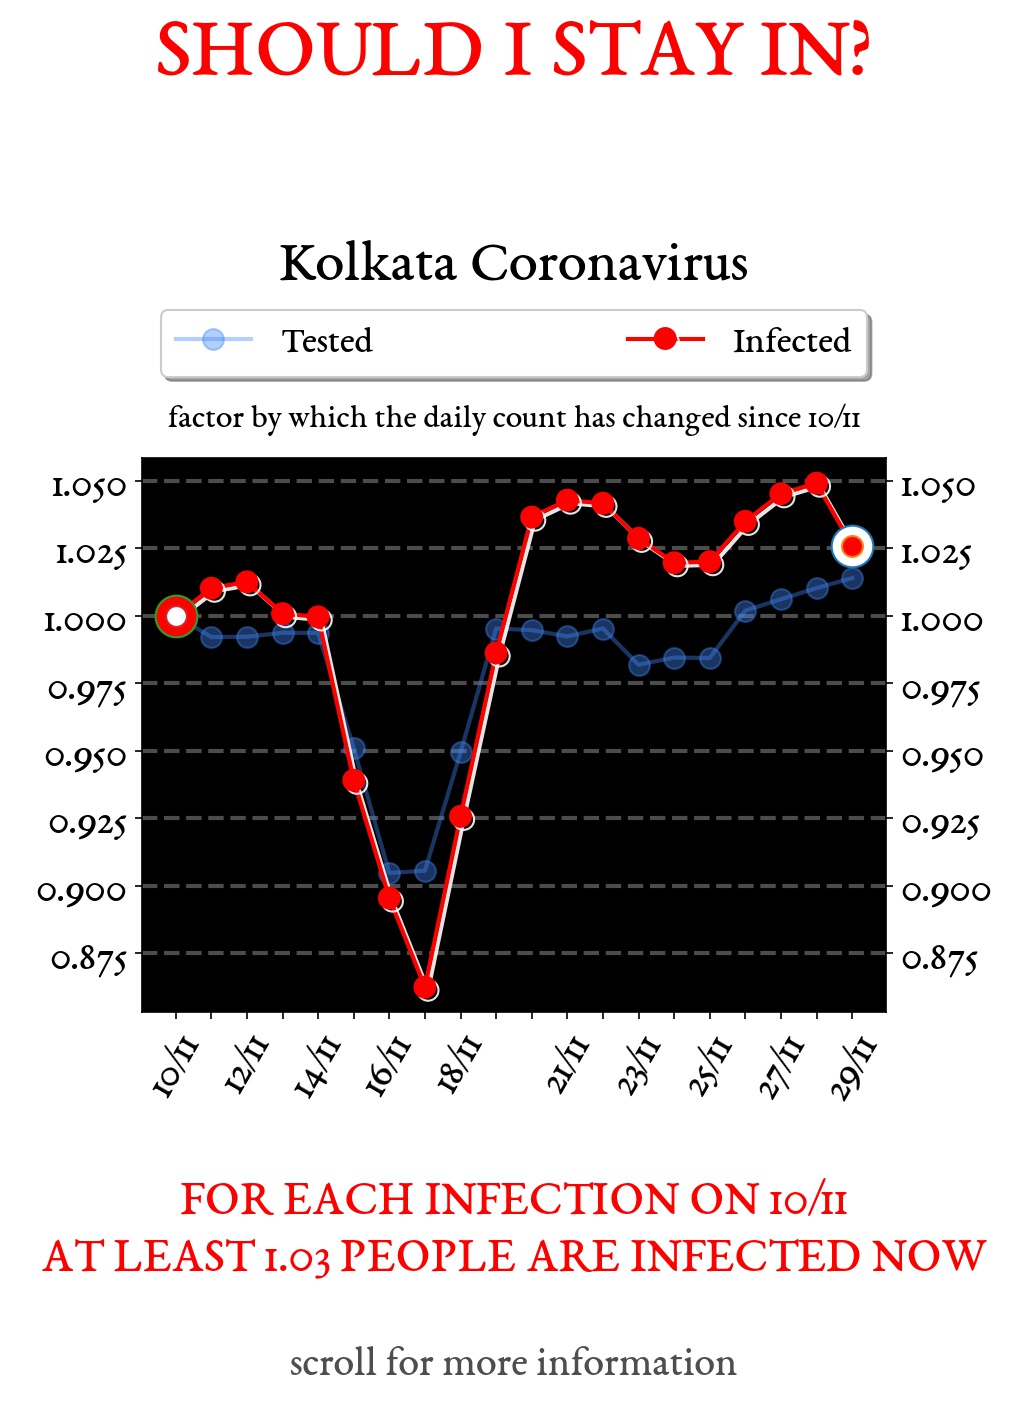 SHOULD I STAY IN?
Kolkata Coronavirus
Tested Infected
factor by which the daily count has changed since 10/11
1.050 1.050
1.025 1.025
1.000 1.000
0.975 0.975
0.950 0.950
0.925 0.925
0.900 0.900
0.875 0.875
10/11 12/11 14/11 16/11 18/11 21/11 23/11 25/11 27/11 29/11
FOR EACH INFECTION ON 10/11
AT LEAST 1.03 PEOPLE ARE INFECTED NOW
scroll for more information